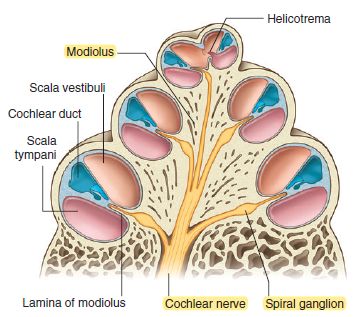 Helicotrema
Modiolus
Scala vestibuli
Cochlear duct
Scala
tympani
Lamina of modiolus
Cochlear nerve
Spiral ganglion